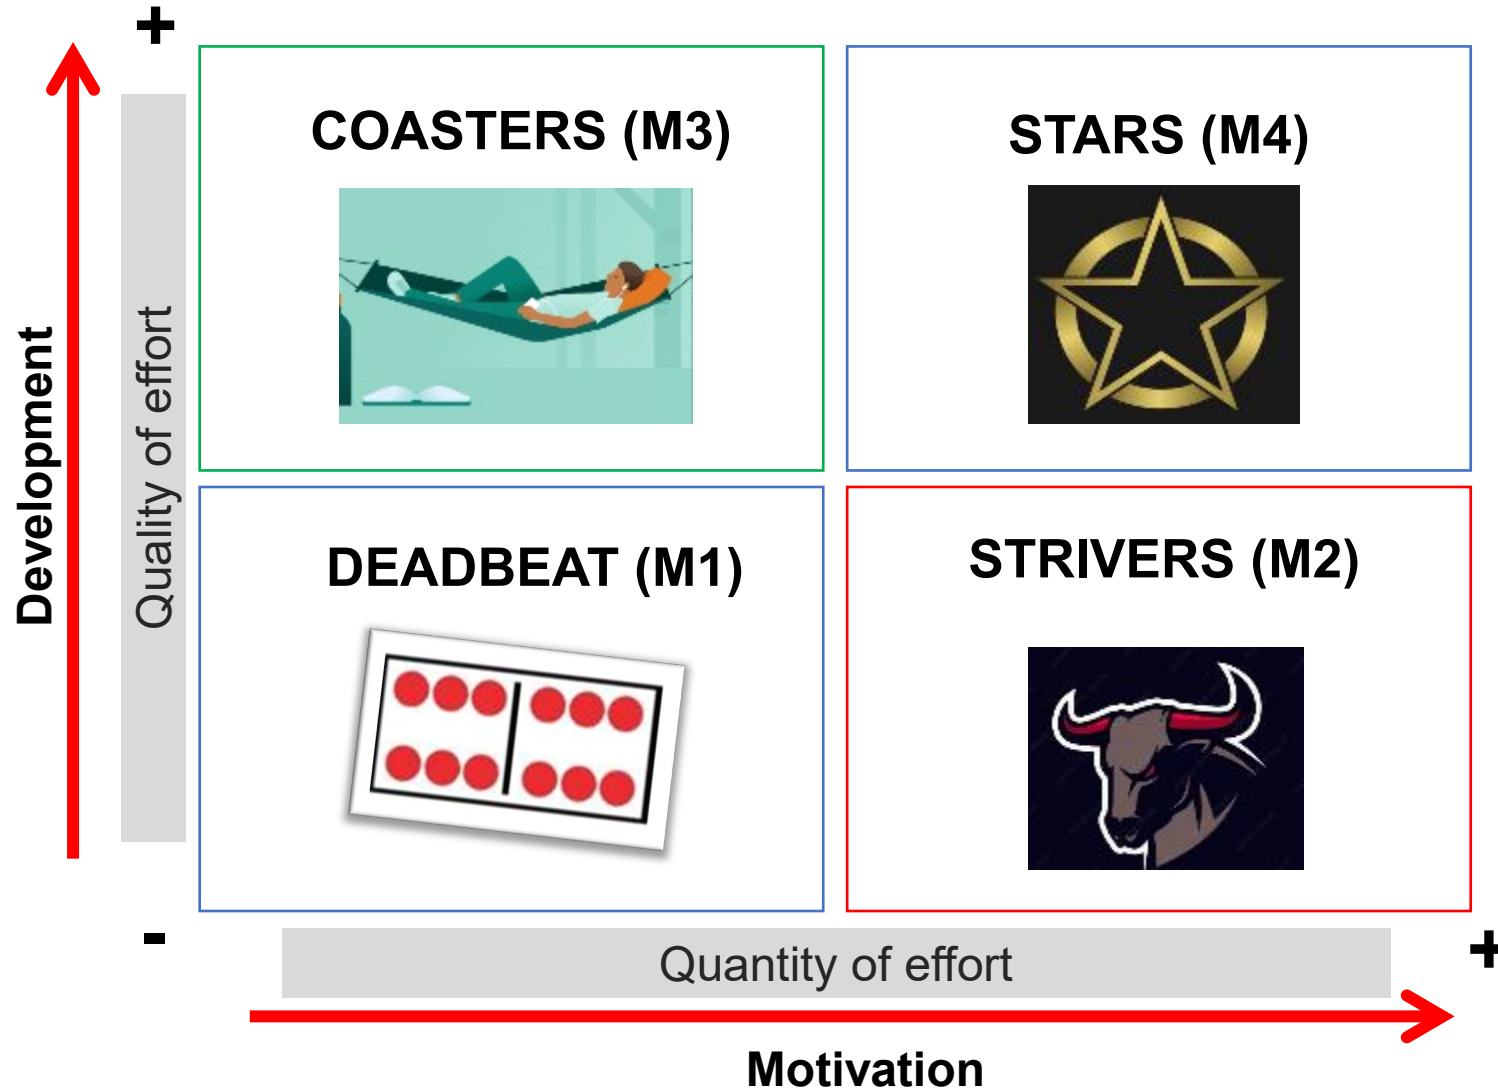 +
COASTERS (M3)
STARS (M4)
Development
Quality of effort
DEADBEAT (M1)
STRIVERS (M2)
-
Quantity of effort
+
Motivation